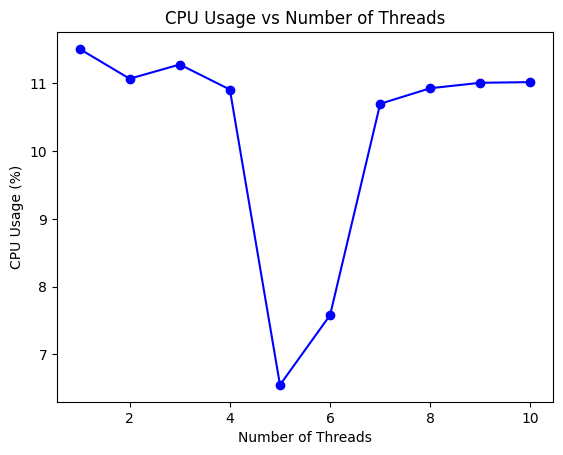 CPU Usage vs Number of Threads
CPU Usage (%)
11
10
9
8
7
2 4 6 8 10
Number of Threads